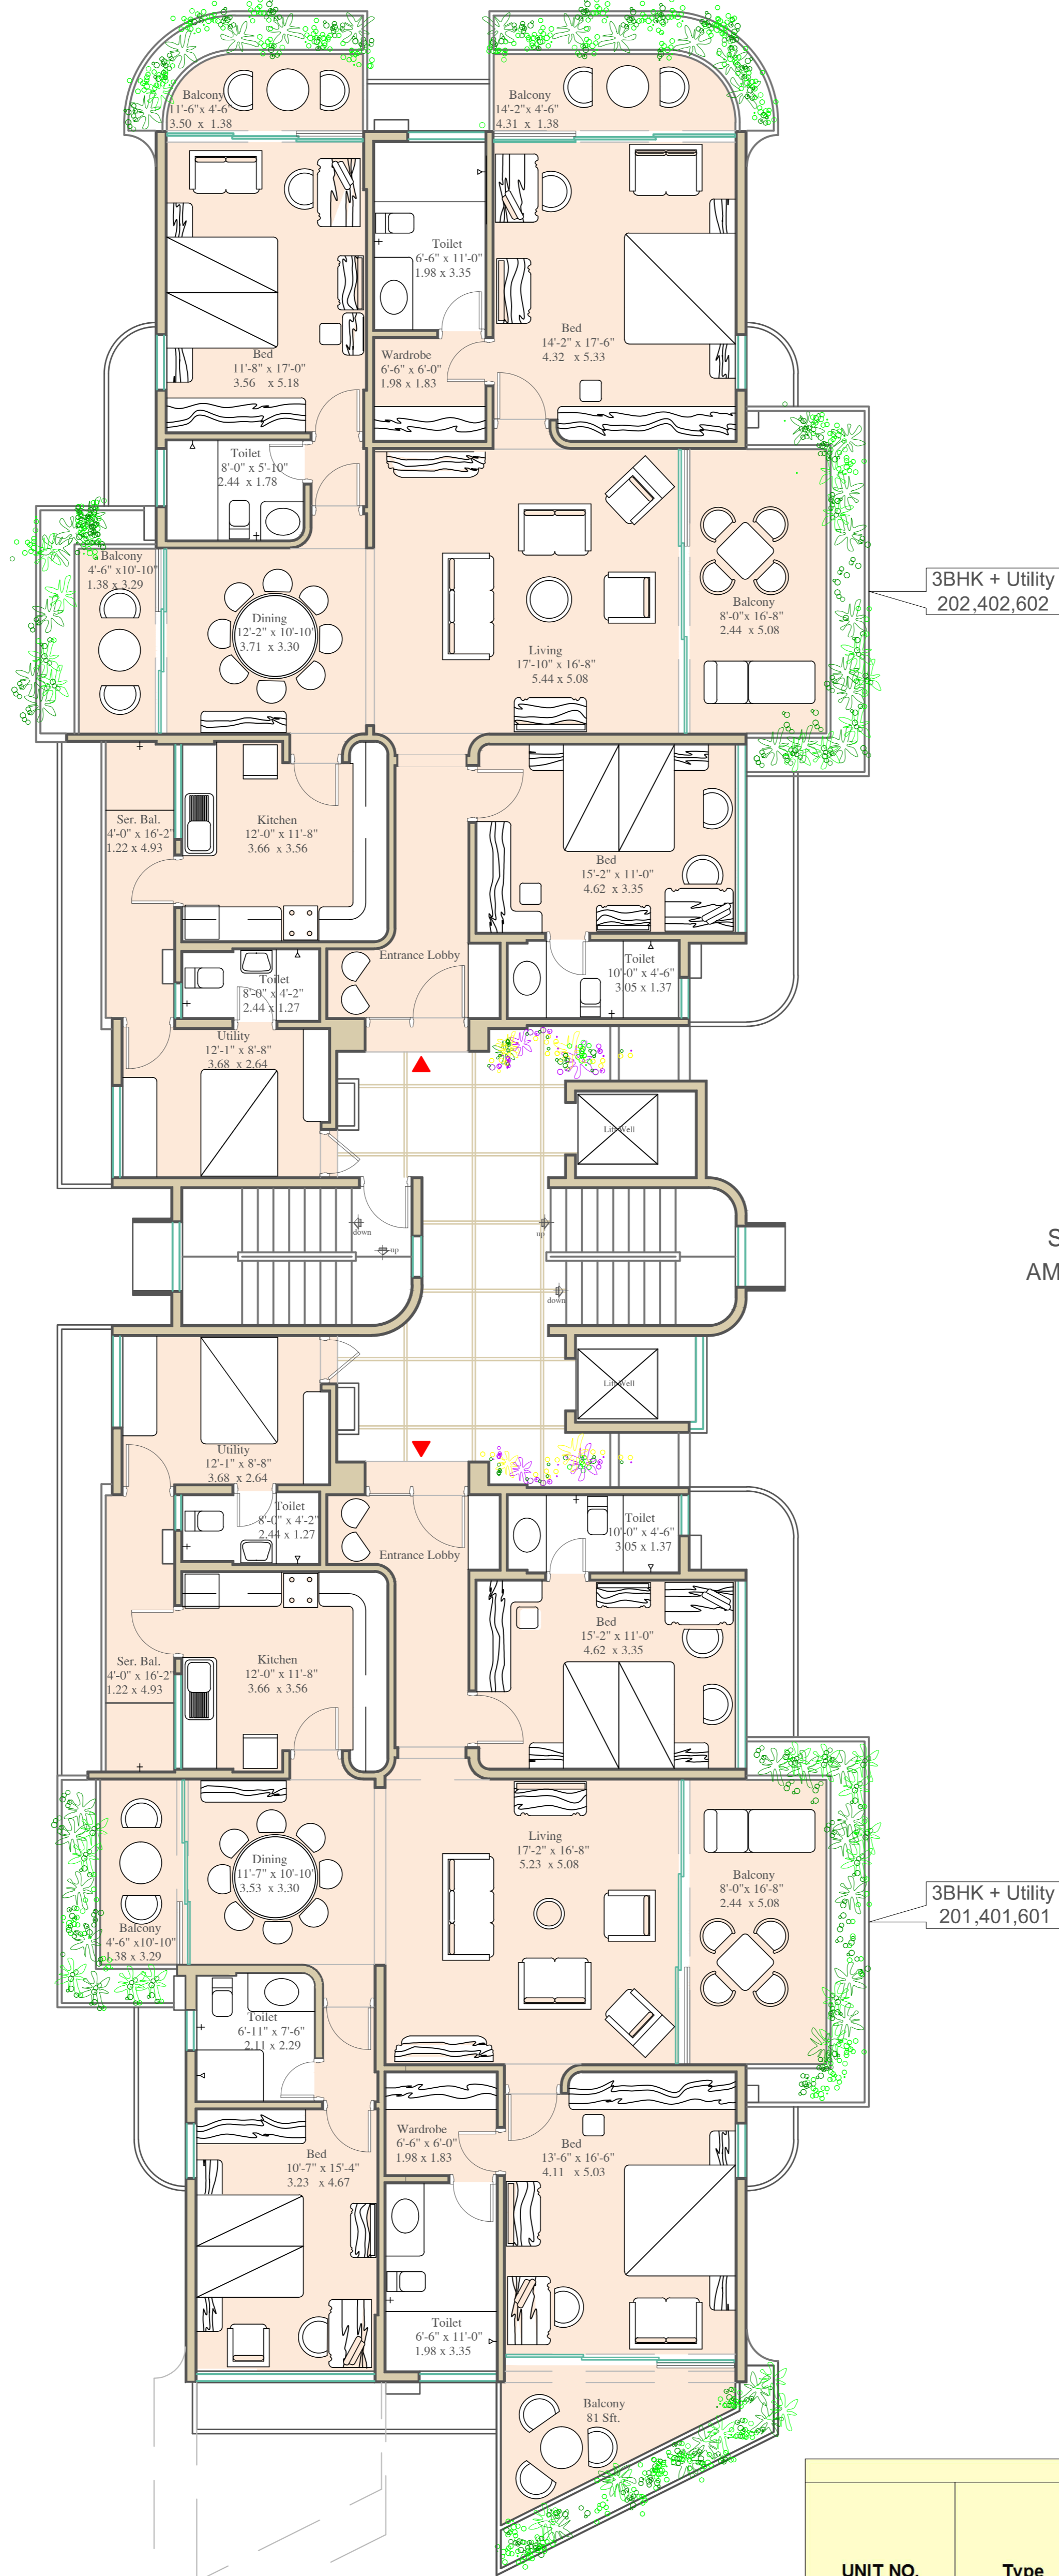 Balcony
11'-6"x 4'-6"
3.50 x 1.38
Balcony
14'-2"x 4'-6"
4.31 x 1.38
Toilet
6'-6" x 11'-0"
1.98 x 3.35
Bed
14'-2" x 17'-6"
4.32 x 5.33
Bed
11'-8" x 17'-0"
3.56 x 5.18
Wardrobe
6'-6" x 6'-0"
1.98 x 1.83
Toilet
8'-0" x 5'-10"
2.44 x 1.78
Balcony
4'-6" x10'-10"
1.38 x 3.29
Dining
12'-2" x 10'-10"
3.71 x 3.30
Living
17'-10" x 16'-8"
5.44 x 5.08
Balcony
8'-0"x 16'-8"
2.44 x 5.08
3BHK + Utility
202,402,602
Ser. Bal.
4'-0" x 16'-2"
1.22 x 4.93
Kitchen
12'-0" x 11'-8"
3.66 x 3.56
Bed
15'-2" x 11'-0"
4.62 x 3.35
Entrance Lobby
Toilet
10'-0" x 4'-6"
3.05 x 1.37
Toilet
8'-0" x 4'-2"
2.44 x 1.27
Utility
12'-1" x 8'-8"
3.68 x 2.64
Lift Well
down
up
up
down
S
AM
Lift Well
Utility
12'-1" x 8'-8"
3.68 x 2.64
Toilet
8'-0" x 4'-2"
2.44 x 1.27
Toilet
10'-0" x 4'-6"
3.05 x 1.37
Entrance Lobby
Bed
15'-2" x 11'-0"
4.62 x 3.35
Ser. Bal.
4'-0" x 16'-2"
1.22 x 4.93
Kitchen
12'-0" x 11'-8"
3.66 x 3.56
Living
17'-2" x 16'-8"
5.23 x 5.08
Dining
11'-7" x 10'-10"
3.53 x 3.30
Balcony
8'-0"x 16'-8"
2.44 x 5.08
3BHK + Utility
201,401,601
Balcony
4'-6" x10'-10"
1.38 x 3.29
Toilet
6'-11" x 7'-6"
2.11 x 2.29
Wardrobe
6'-6" x 6'-0"
1.98 x 1.83
Bed
13'-6" x 16'-6"
4.11 x 5.03
Bed
10'-7" x 15'-4"
3.23 x 4.67
Toilet
6'-6" x 11'-0"
1.98 x 3.35
Balcony
81 Sft.
UNIT NO.
Type